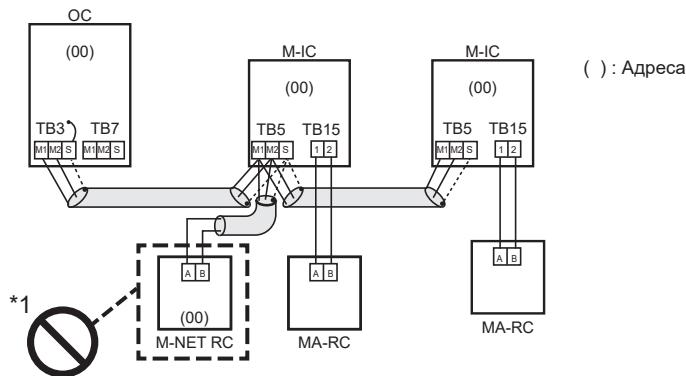 OC
(00)
TB3 TB7
M1 M2 S M1 M2 S
M-IC
(00)
TB5 TB15
M1 M2 S 1 2
M-IC
(00)
TB5 TB15
M1 M2 S 1 2
( ) : Адреса
*1
A B
(00)
M-NET RC
A B
MA-RC
A B
MA-RC